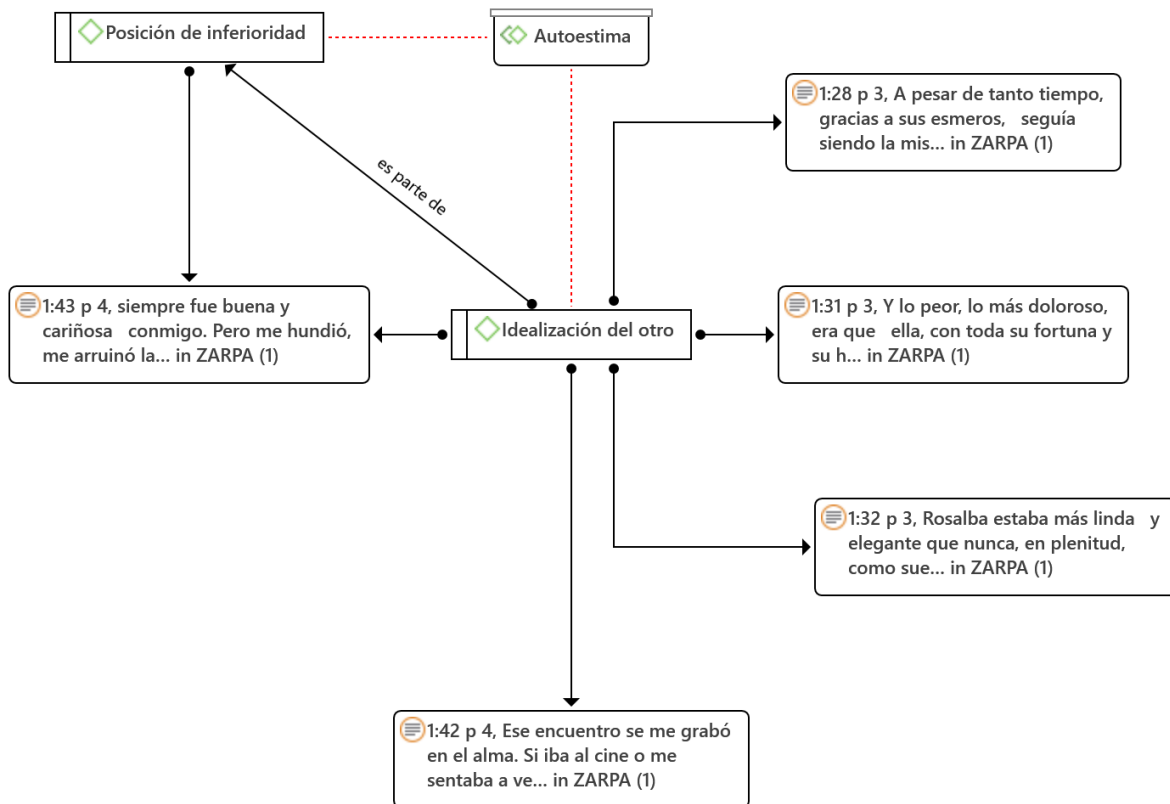 Posición de inferioridad
Autoestima
1:28 p 3, A pesar de tanto tiempo,
gracias a sus esmeros, seguía
siendo la mis... in ZARPA (1)
es parte de
1:43 p 4, siempre fue buena y
cariñosa conmigo. Pero me hundió,
me arruinó la... in ZARPA (1)
Idealización del otro
1:31 p 3, Y lo peor, lo más doloroso,
era que ella, con toda su fortuna y
su h... in ZARPA (1)
1:32 p 3, Rosalba estaba más linda y
elegante que nunca, en plenitud,
como sue... in ZARPA (1)
1:42 p 4, Ese encuentro se me grabó
en el alma. Si iba al cine o me
sentaba a ve... in ZARPA (1)